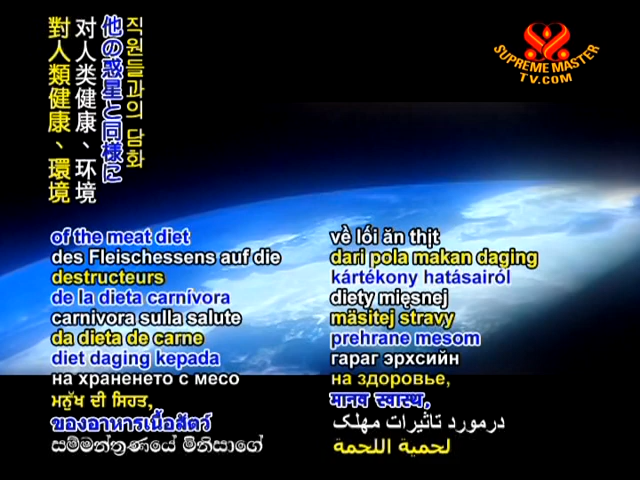 SUPREME MASTER
TV.COM
직원들과의 담화
他の惑星と同様に
对人类健康、环境
對人類健康、環境
of the meat diet
des Fleischessens auf die
destructeurs
de la dieta carnívora
carnivora sulla salute
da dieta de carne
diet daging kepada
на храненето с месо
ਮਨੁੱਖ ਦੀ ਸਿਹਤ,
ของอาหารเนื้อสัตว์
සම්මන්ත්‍රණයේ මිනිසාගේ
về lối ăn thịt
dari pola makan daging
kártékony hatásairól
diety mięsnej
mäsitej stravy
prehrane mesom
гараг эрхсийн
на здоровье,
मानव स्वास्थ,
درمورد تاثیرات مهلک
لحمية اللحمة